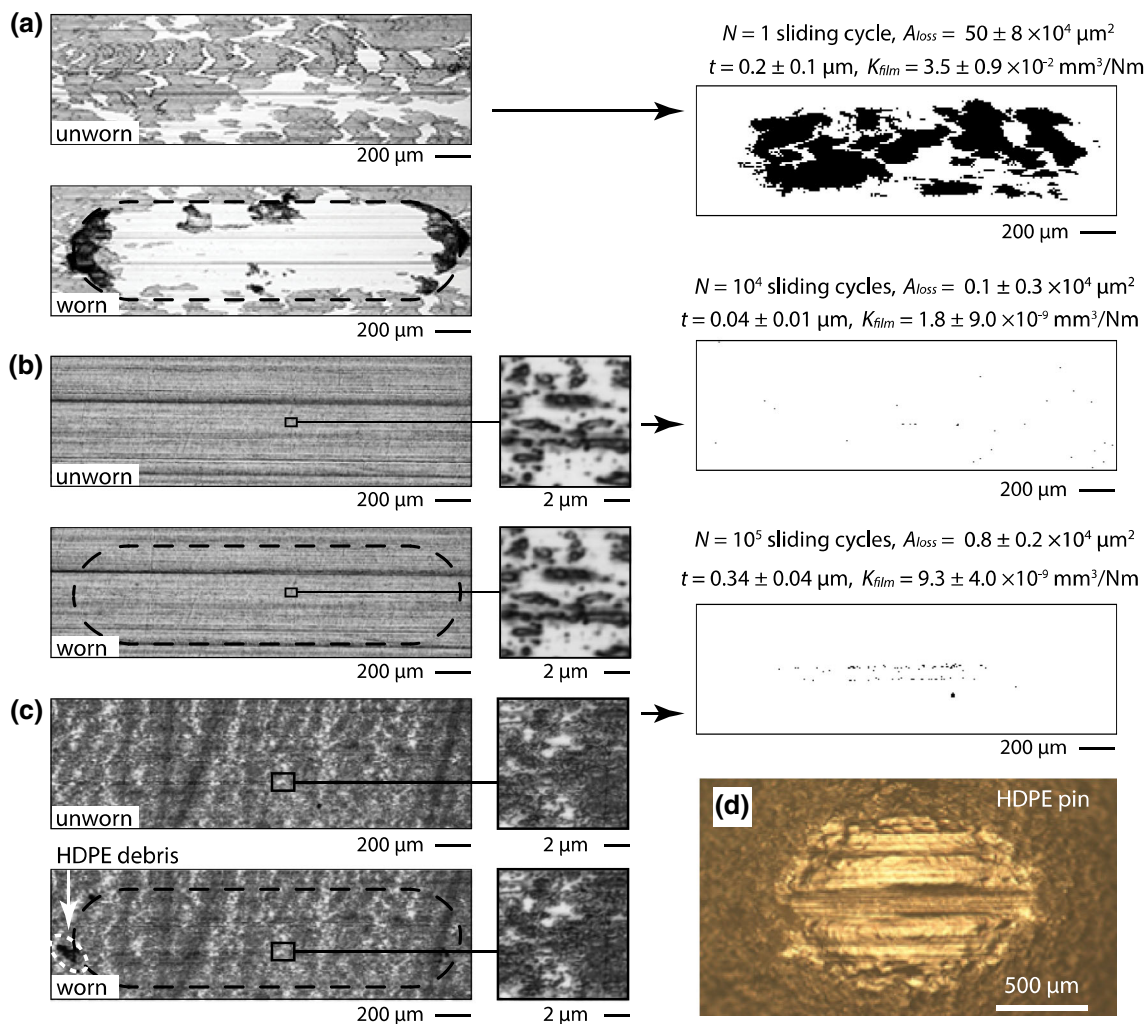 (a)
unworn
200 µm
worn
200 µm
N = 1 sliding cycle, Aloss = 50 ± 8 ×10⁴ µm²
t = 0.2 ± 0.1 µm, Kfilm = 3.5 ± 0.9 ×10⁻² mm³/Nm
200 µm
(b)
unworn
200 µm
2 µm
worn
200 µm
2 µm
N = 10⁴ sliding cycles, Aloss = 0.1 ± 0.3 ×10⁴ µm²
t = 0.04 ± 0.01 µm, Kfilm = 1.8 ± 9.0 ×10⁻⁹ mm³/Nm
200 µm
(c)
unworn
200 µm
2 µm
HDPE debris
worn
200 µm
2 µm
N = 10⁵ sliding cycles, Aloss = 0.8 ± 0.2 ×10⁴ µm²
t = 0.34 ± 0.04 µm, Kfilm = 9.3 ± 4.0 ×10⁻⁹ mm³/Nm
200 µm
(d)
HDPE pin
500 µm